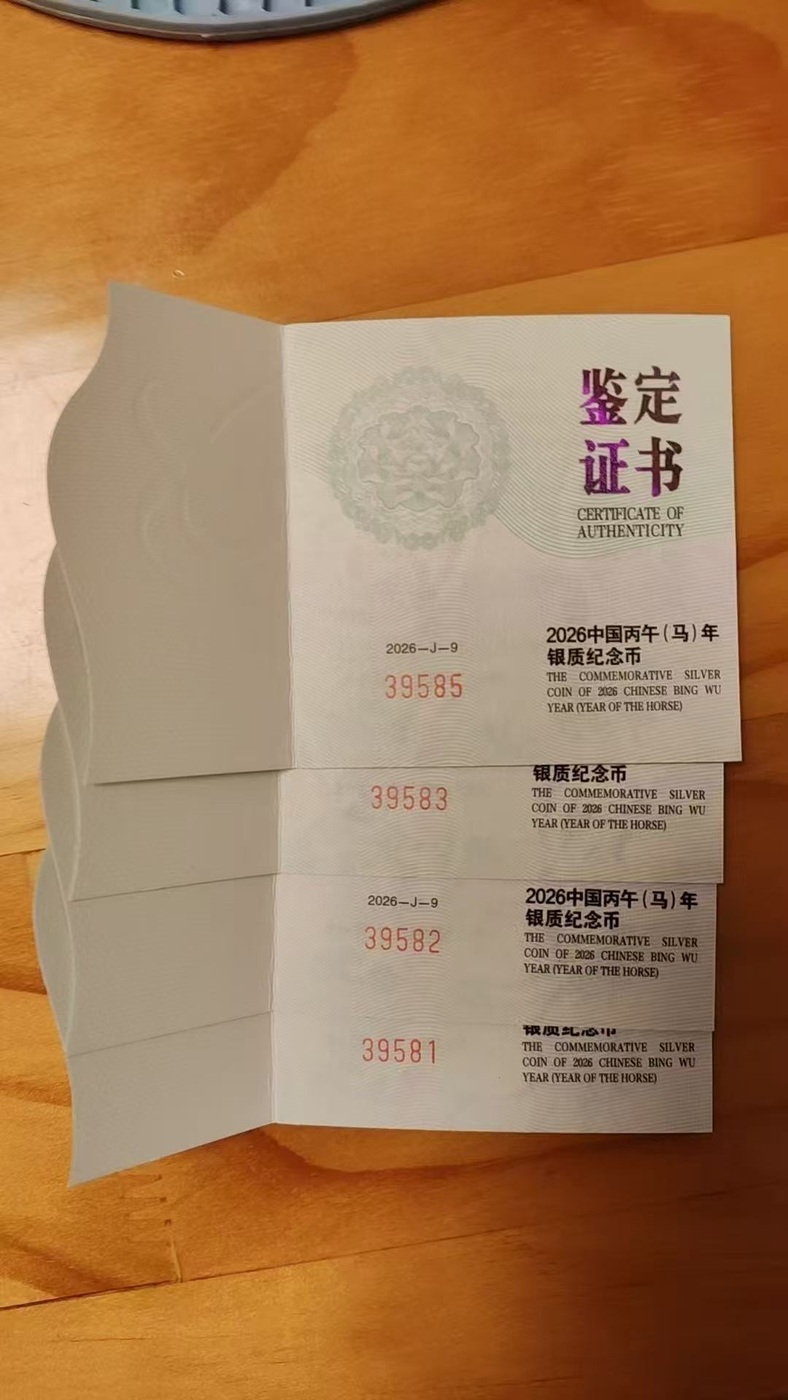 鉴定
证书
CERTIFICATE OF
AUTHENTICITY
2026—J—9
39585
2026中国丙午(马)年
银质纪念币
THE COMMEMORATIVE SILVER
COIN OF 2026 CHINESE BING WU
YEAR (YEAR OF THE HORSE)
39583
银质纪念币
THE COMMEMORATIVE SILVER
COIN OF 2026 CHINESE BING WU
YEAR (YEAR OF THE HORSE)
2026—J—9
39582
2026中国丙午(马)年
银质纪念币
THE COMMEMORATIVE SILVER
COIN OF 2026 CHINESE BING WU
YEAR (YEAR OF THE HORSE)
39581
银质纪念币
THE COMMEMORATIVE SILVER
COIN OF 2026 CHINESE BING WU
YEAR (YEAR OF THE HORSE)